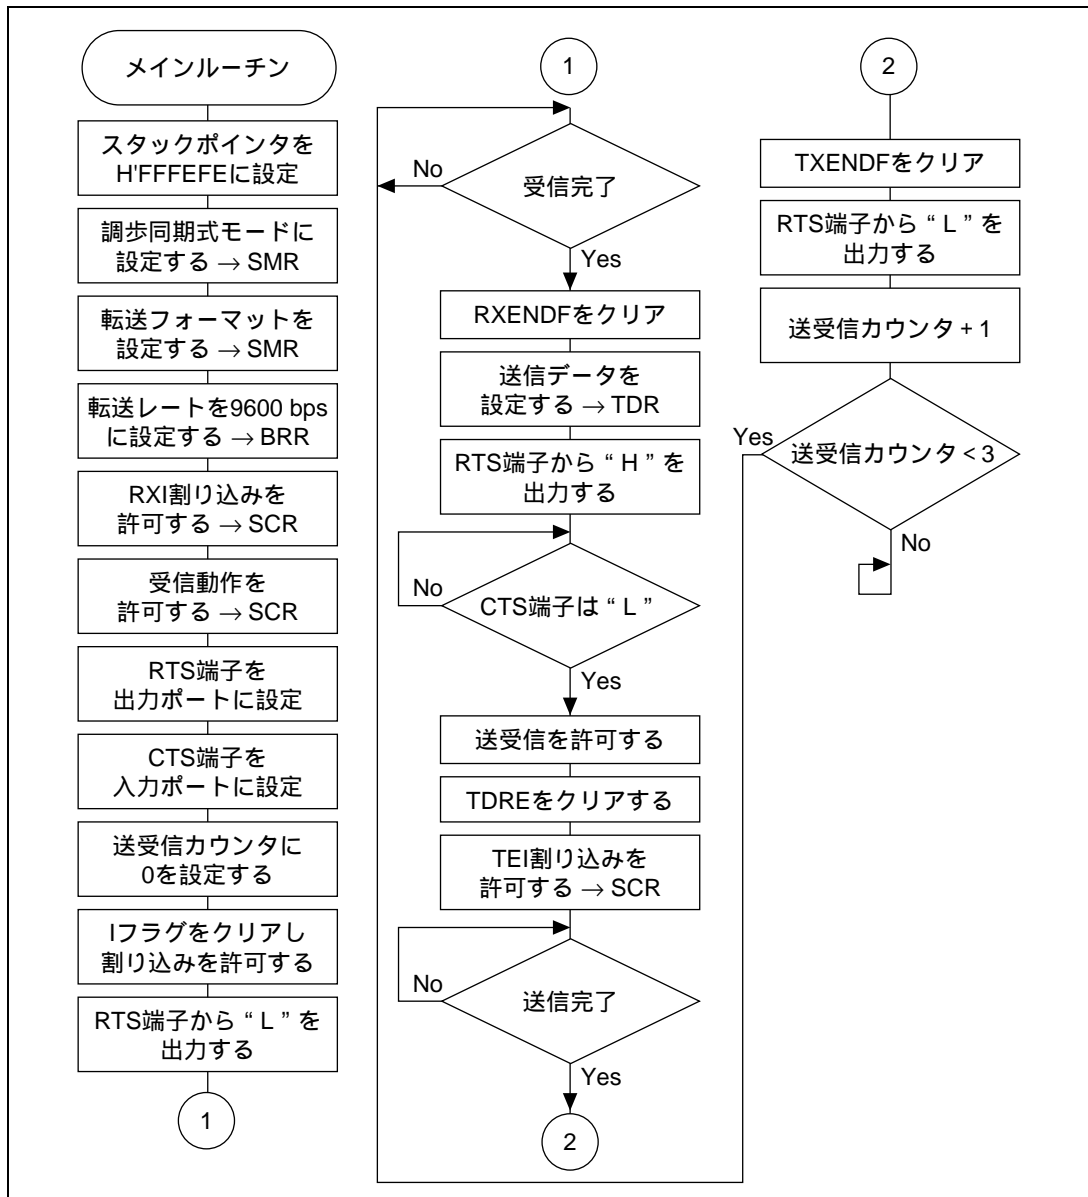 メインルーチン
スタックポインタを
H'FFFEFEに設定
調歩同期式モードに
設定する → SMR
転送フォーマットを
設定する → SMR
転送レートを9600 bps
に設定する → BRR
RXI割り込みを
許可する → SCR
受信動作を
許可する → SCR
RTS端子を
出力ポートに設定
CTS端子を
入力ポートに設定
送受信カウンタに
0を設定する
Iフラグをクリアし
割り込みを許可する
RTS端子から “ L ” を
出力する
1
1
受信完了
No
Yes
RXENDFをクリア
送信データを
設定する → TDR
RTS端子から “ H ” を
出力する
CTS端子は “ L ”
No
Yes
送受信を許可する
TDREをクリアする
TEI割り込みを
許可する → SCR
送信完了
No
Yes
2
2
TXENDFをクリア
RTS端子から “ L ” を
出力する
送受信カウンタ + 1
送受信カウンタ < 3
Yes
No